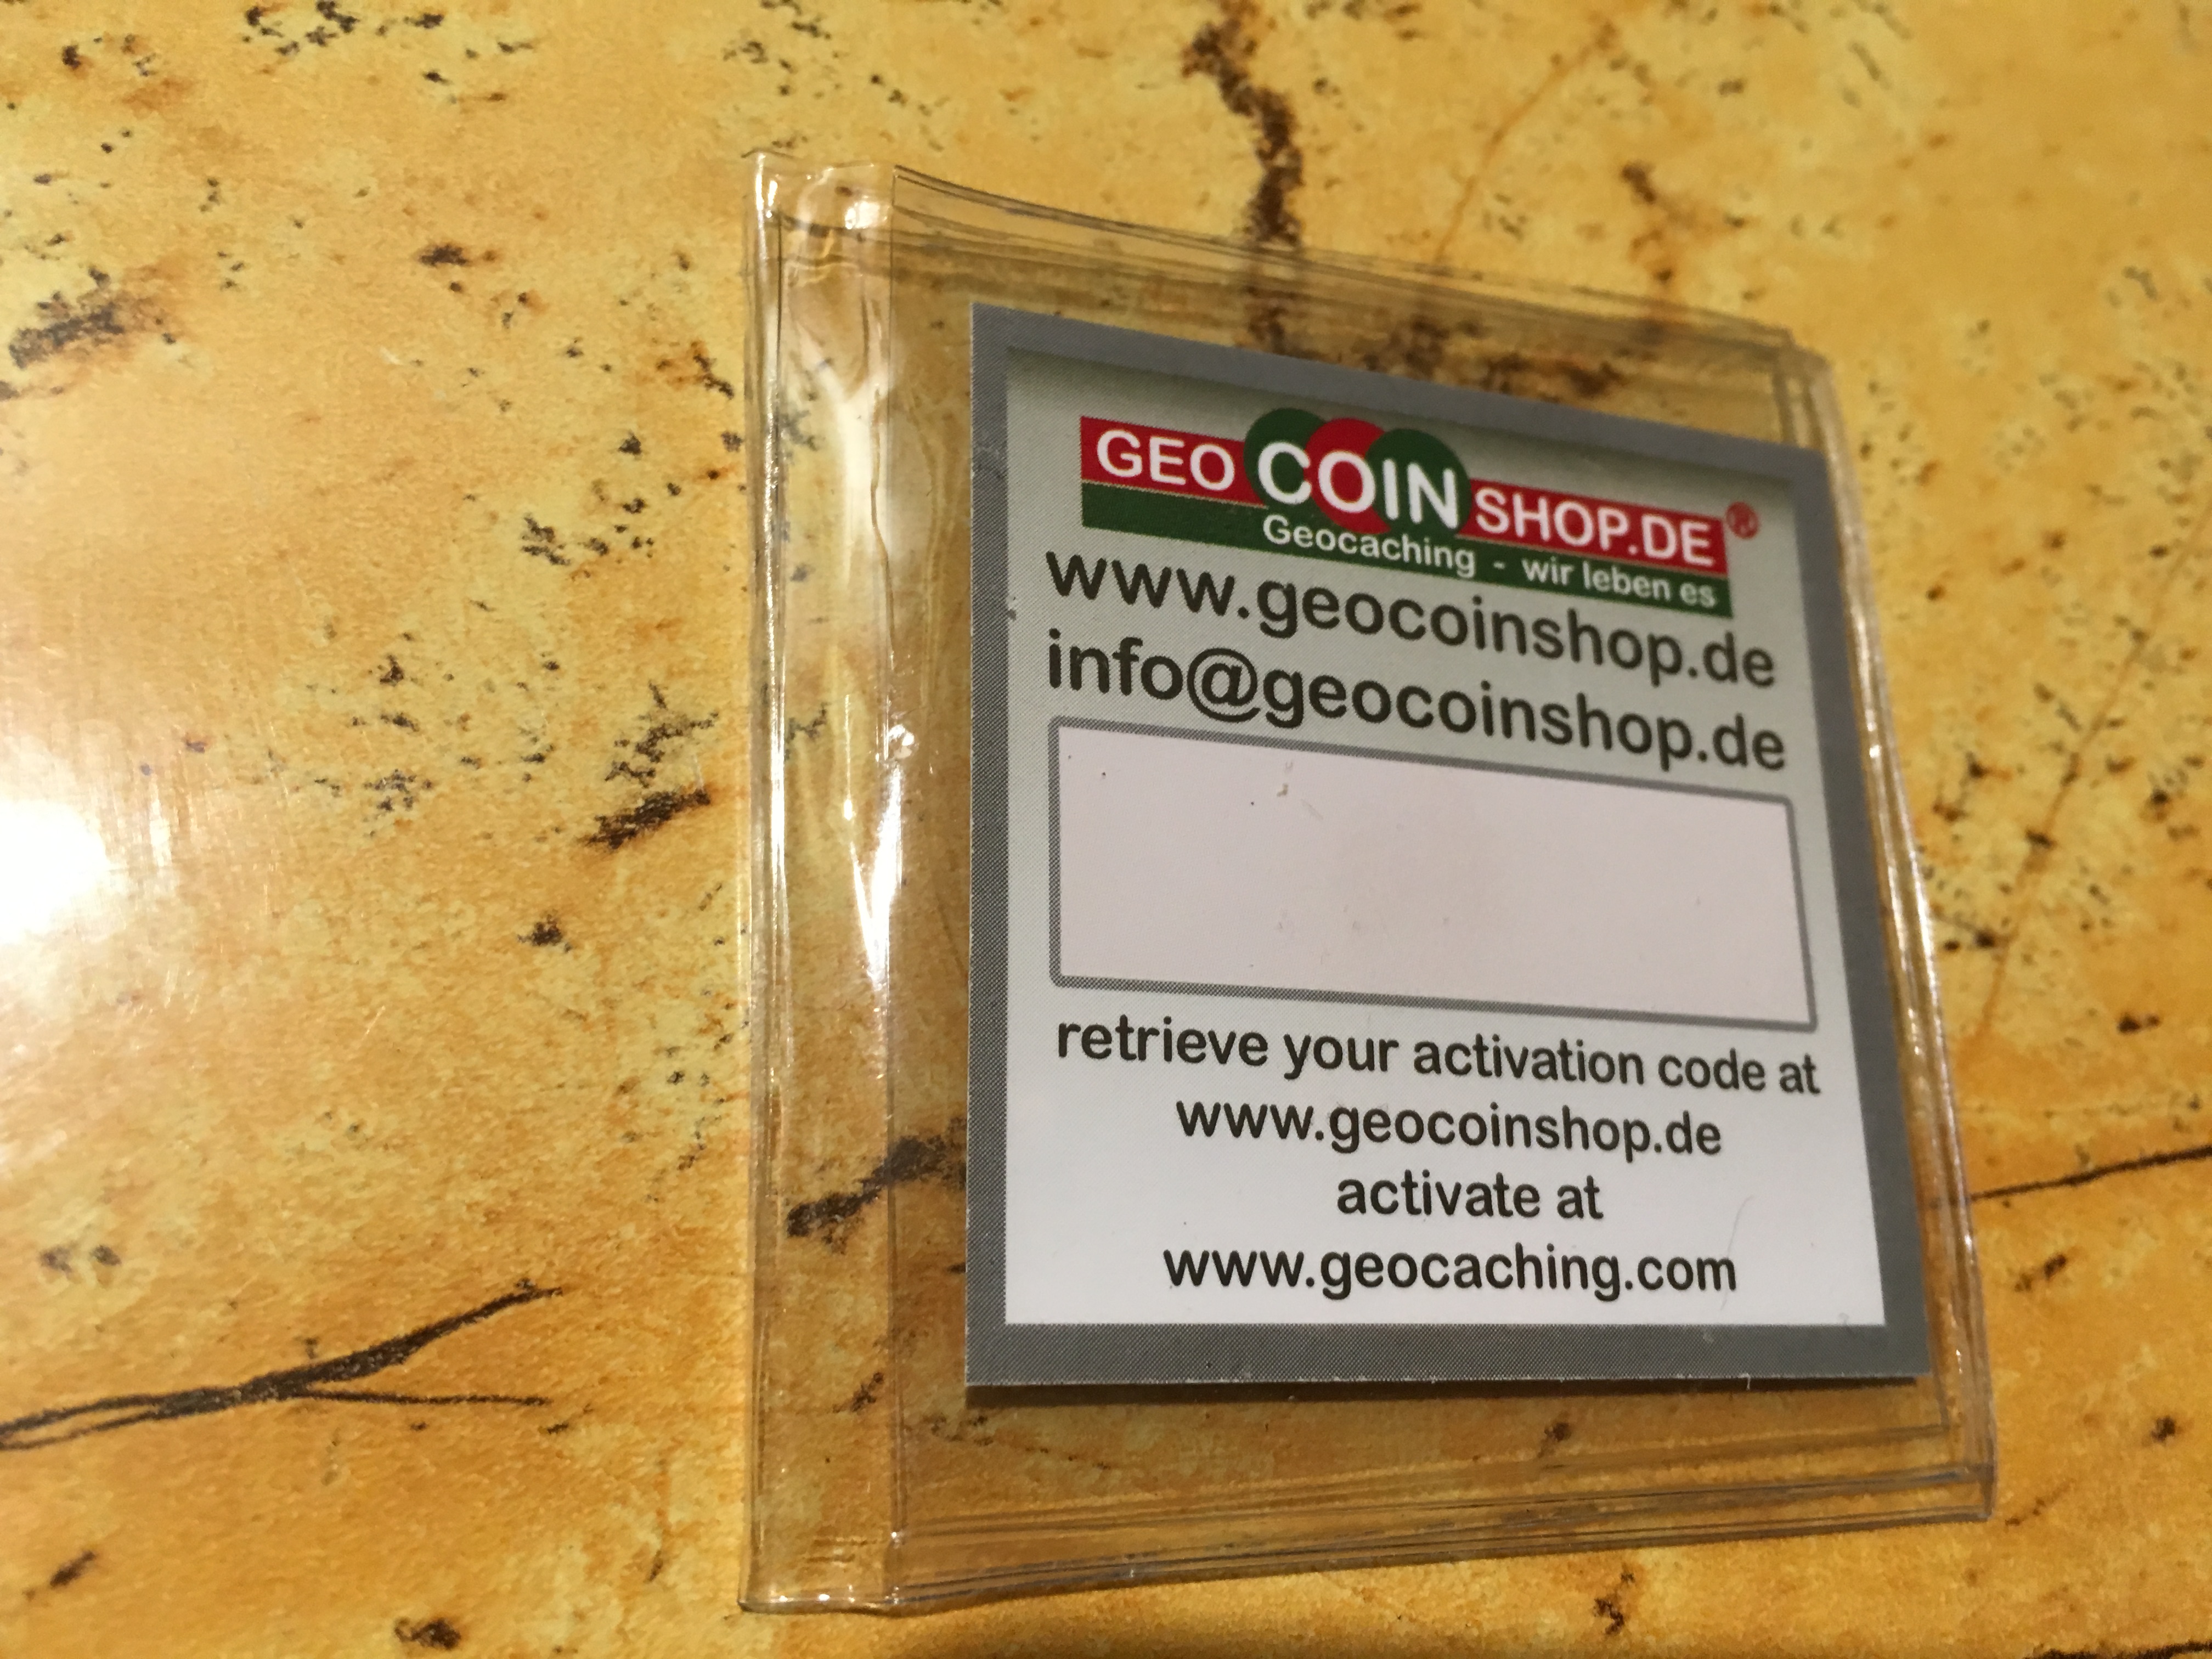 GEO COIN SHOP.DE®
Geocaching - wir leben es
www.geocoinshop.de
info@geocoinshop.de
retrieve your activation code at
www.geocoinshop.de
activate at
www.geocaching.com